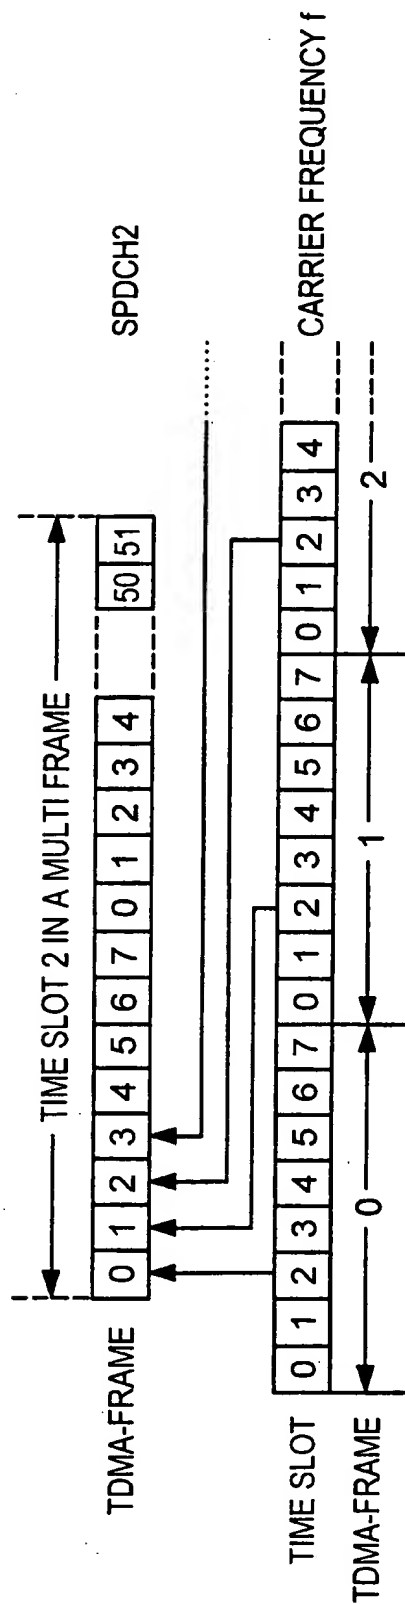 TIME SLOT 2 IN A MULTI FRAME
TDMA-FRAME 0 1 2 3 4 5 6 7 0 1 2 3 4 50 51 SPDCH2
TIME SLOT 0 1 2 3 4 5 6 7 0 1 2 3 4 5 6 7 0 1 2 3 4 CARRIER FREQUENCY f
TDMA-FRAME 0 1 2